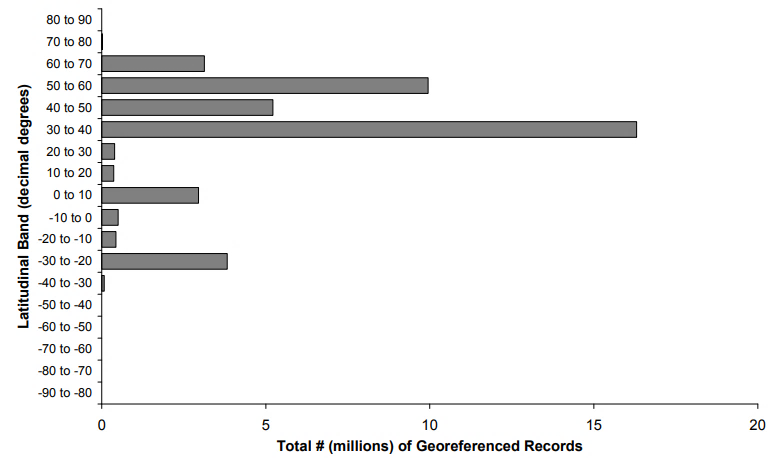 80 to 90
70 to 80
60 to 70
50 to 60
40 to 50
30 to 40
20 to 30
10 to 20
0 to 10
-10 to 0
-20 to -10
-30 to -20
-40 to -30
-50 to -40
-60 to -50
-70 to -60
-80 to -70
-90 to -80
Latitudinal Band (decimal degrees)
0 5 10 15 20
Total # (millions) of Georeferenced Records